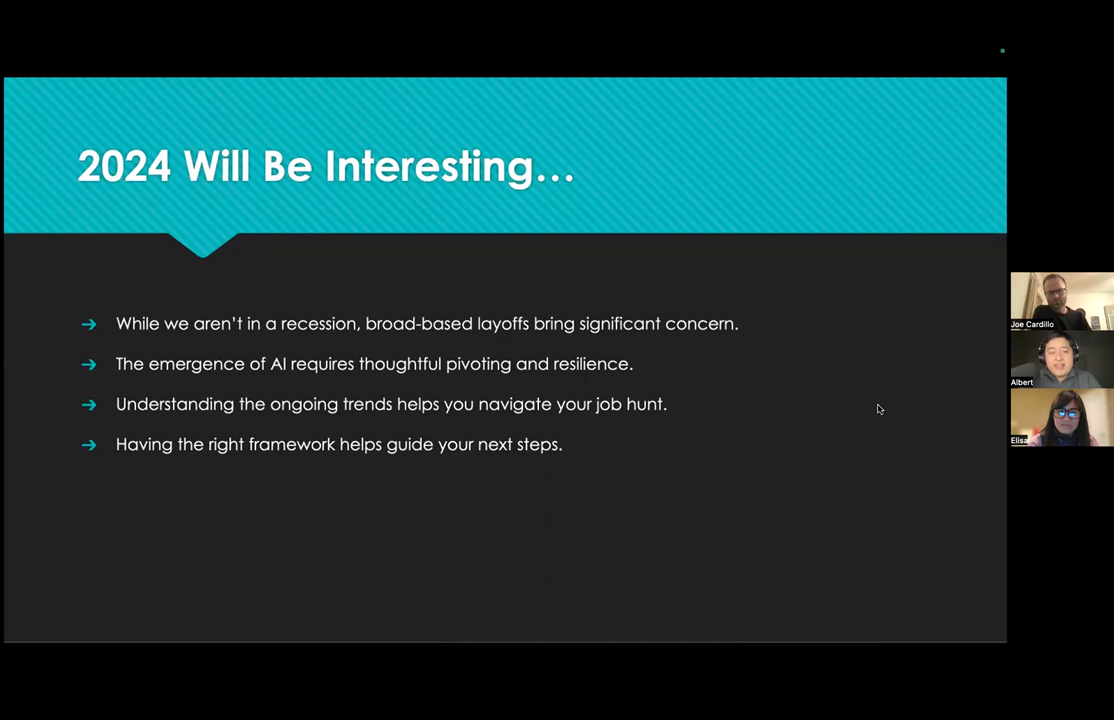 2024 Will Be Interesting...
➔ While we aren't in a recession, broad-based layoffs bring significant concern.
➔ The emergence of AI requires thoughtful pivoting and resilience.
➔ Understanding the ongoing trends helps you navigate your job hunt.
➔ Having the right framework helps guide your next steps.
Joe Cardillo
Albert
Elisa